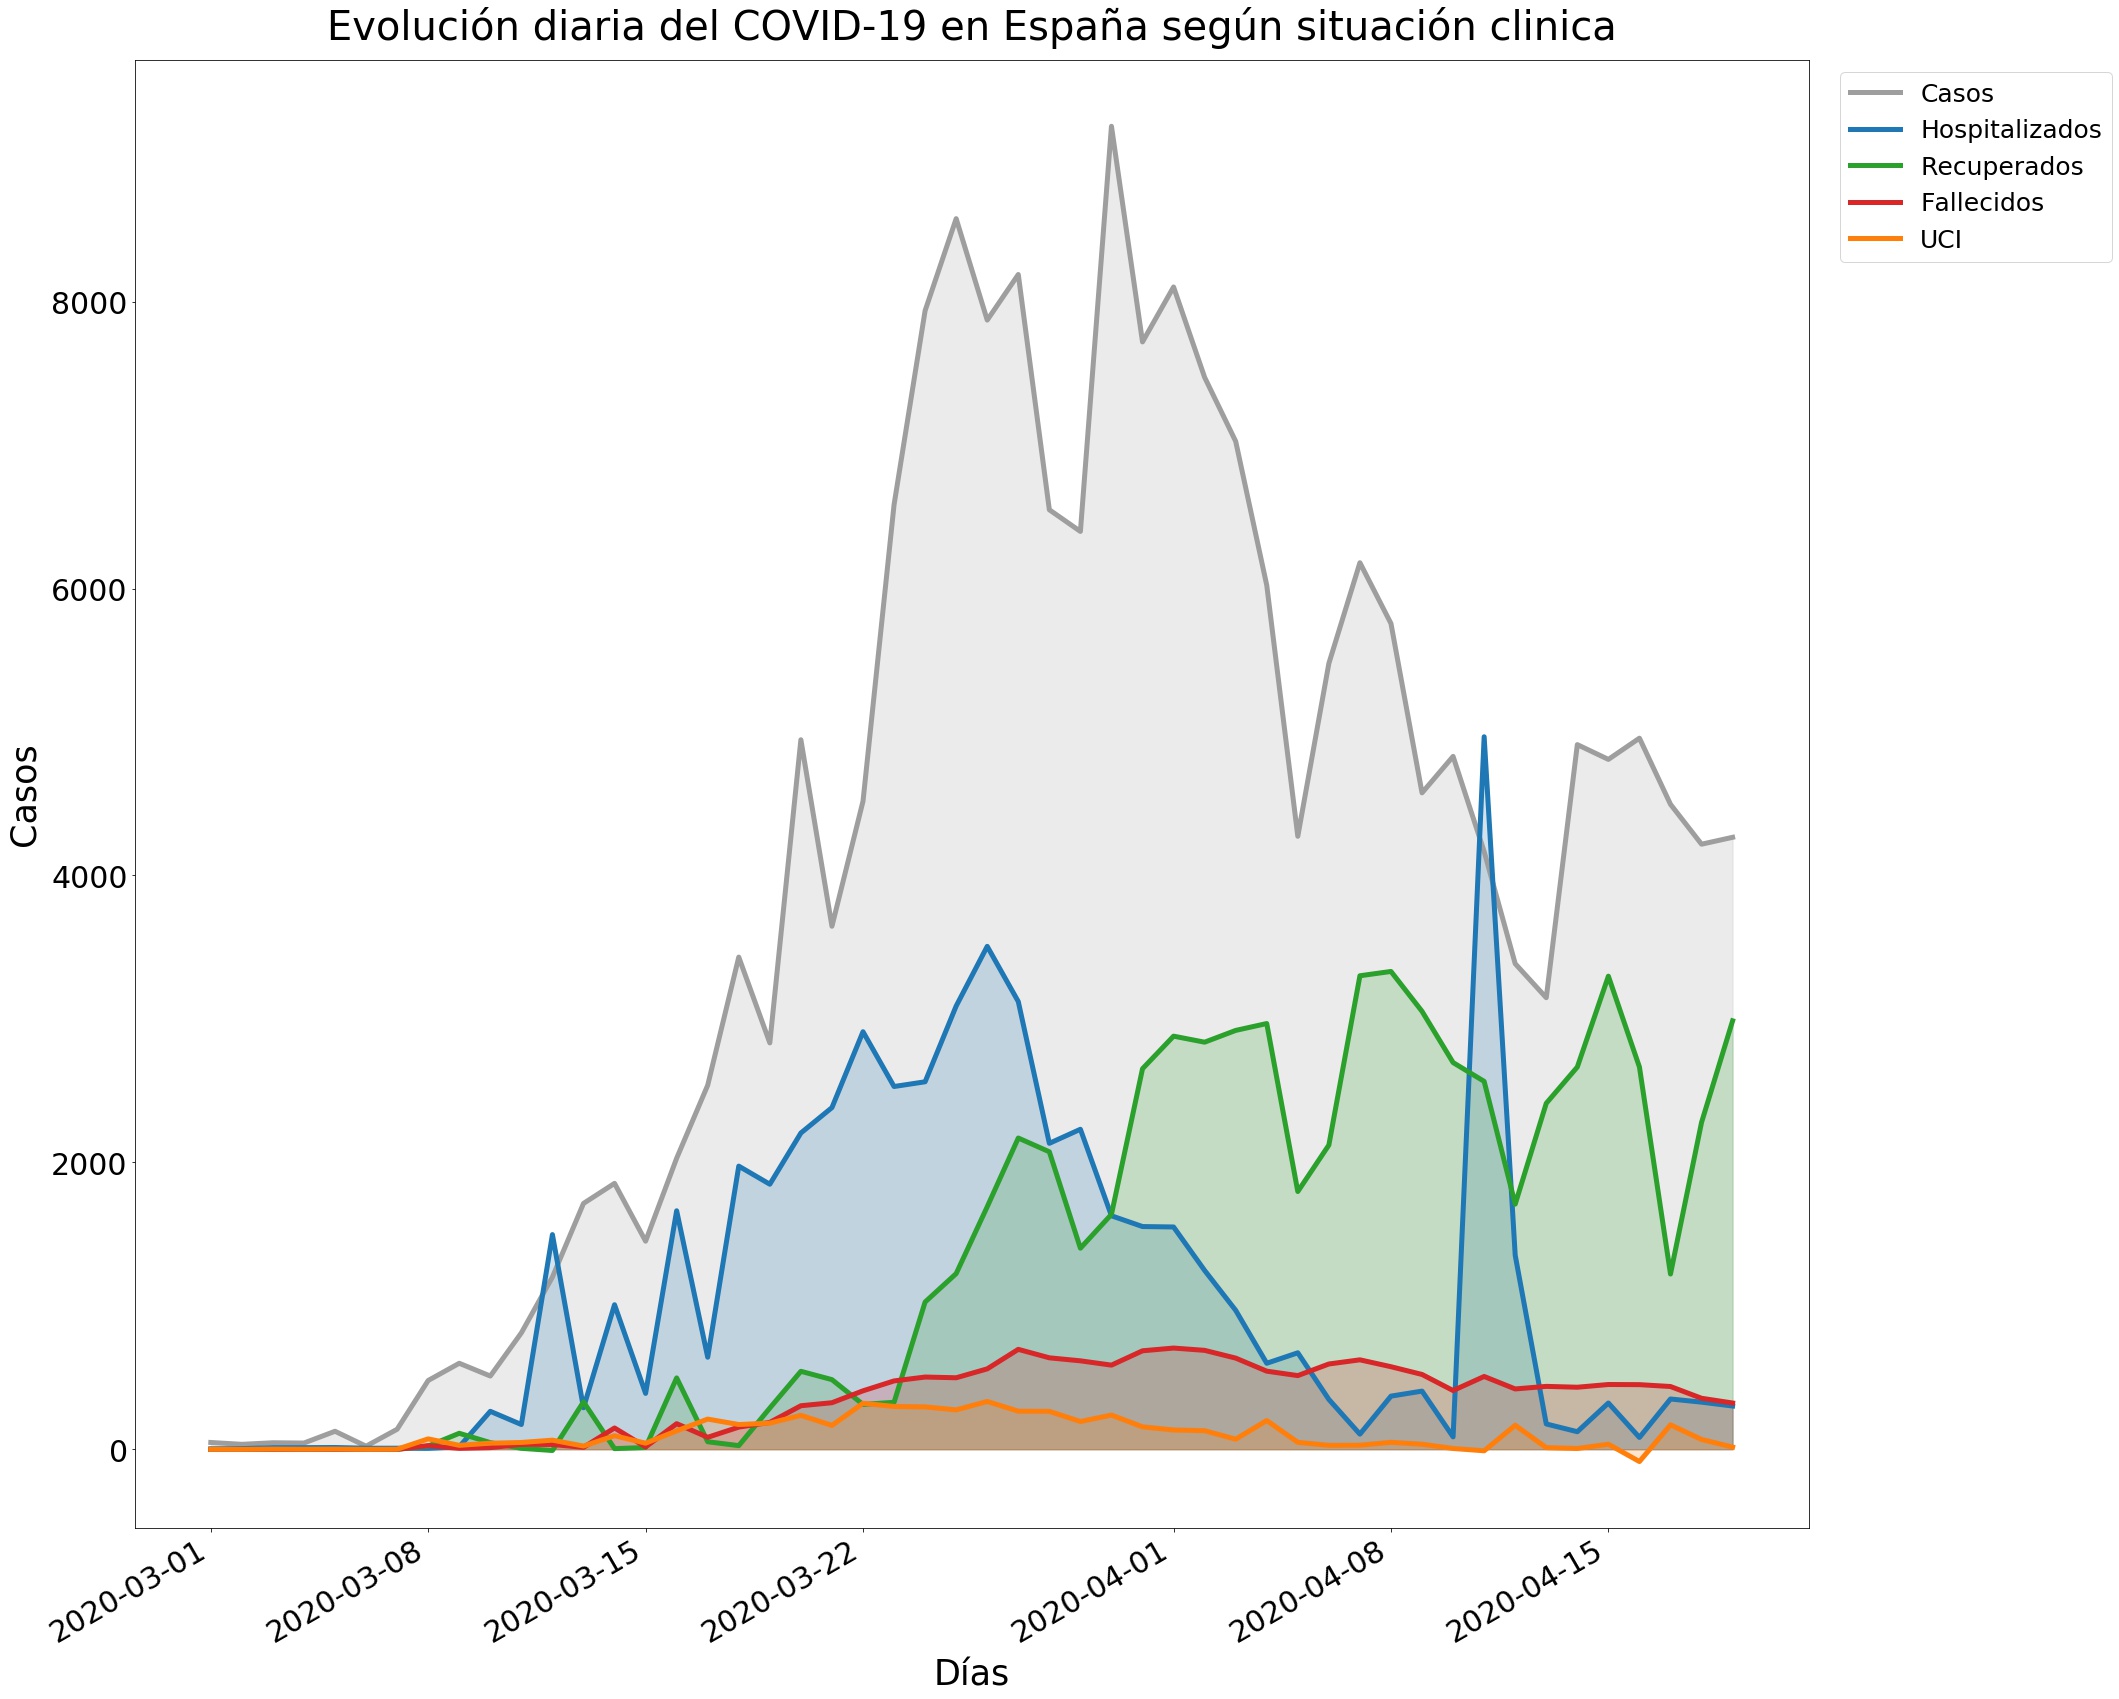 Evolución diaria del COVID-19 en España según situación clinica
Casos
Hospitalizados
Recuperados
Fallecidos
UCI
8000
6000
4000
2000
0
Casos
2020-03-01
2020-03-08
2020-03-15
2020-03-22
2020-04-01
2020-04-08
2020-04-15
Días